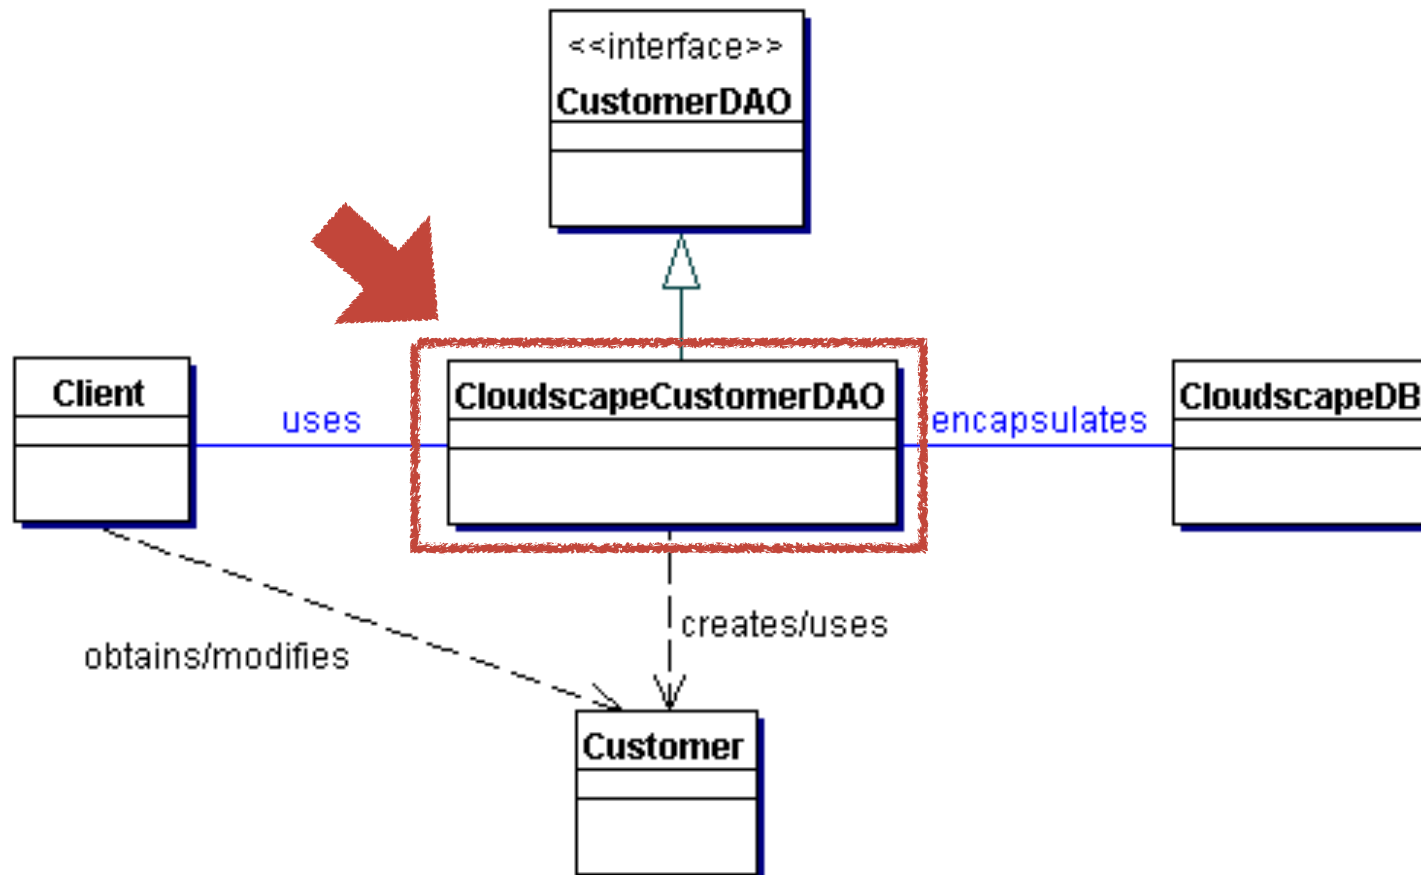 <<interface>>
CustomerDAO
Client
uses
CloudscapeCustomerDAO
encapsulates
CloudscapeDB
creates/uses
obtains/modifies
Customer